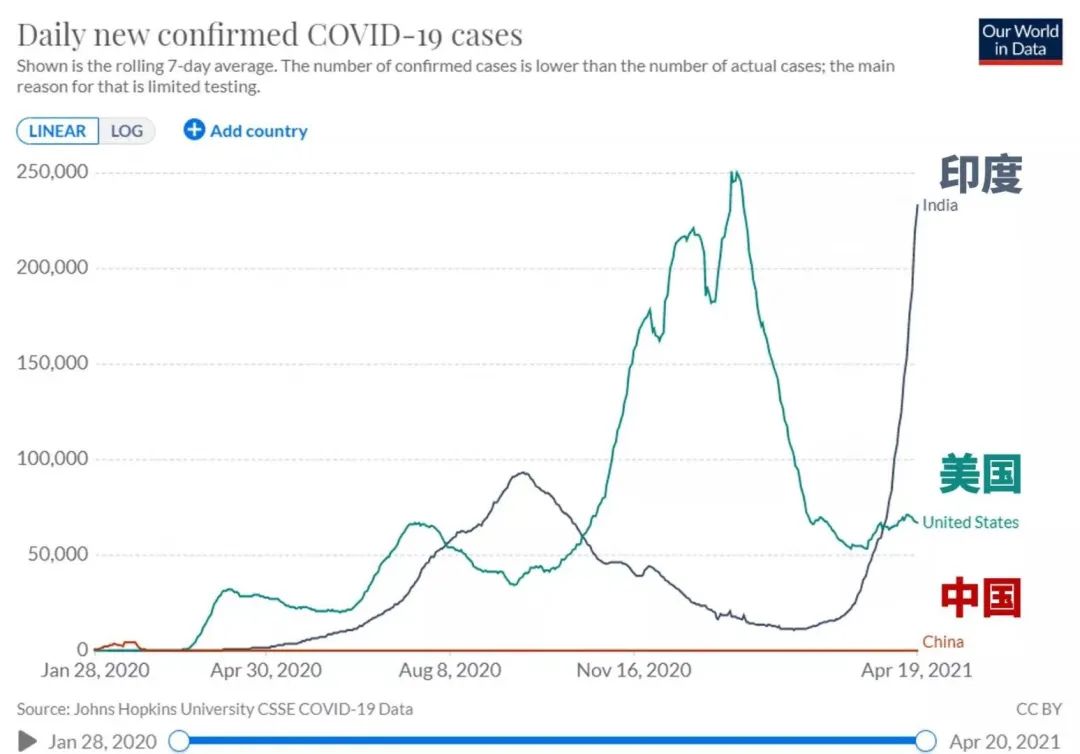 Daily new confirmed COVID-19 cases
Our World
in Data
Shown is the rolling 7-day average. The number of confirmed cases is lower than the number of actual cases; the main
reason for that is limited testing.
LINEAR LOG Add country
250,000
印度
India
200,000
150,000
100,000
美国
United States
50,000
中国
China
0
Jan 28, 2020 Apr 30, 2020 Aug 8, 2020 Nov 16, 2020 Apr 19, 2021
Source: Johns Hopkins University CSSE COVID-19 Data CC BY
Jan 28, 2020 Apr 20, 2021